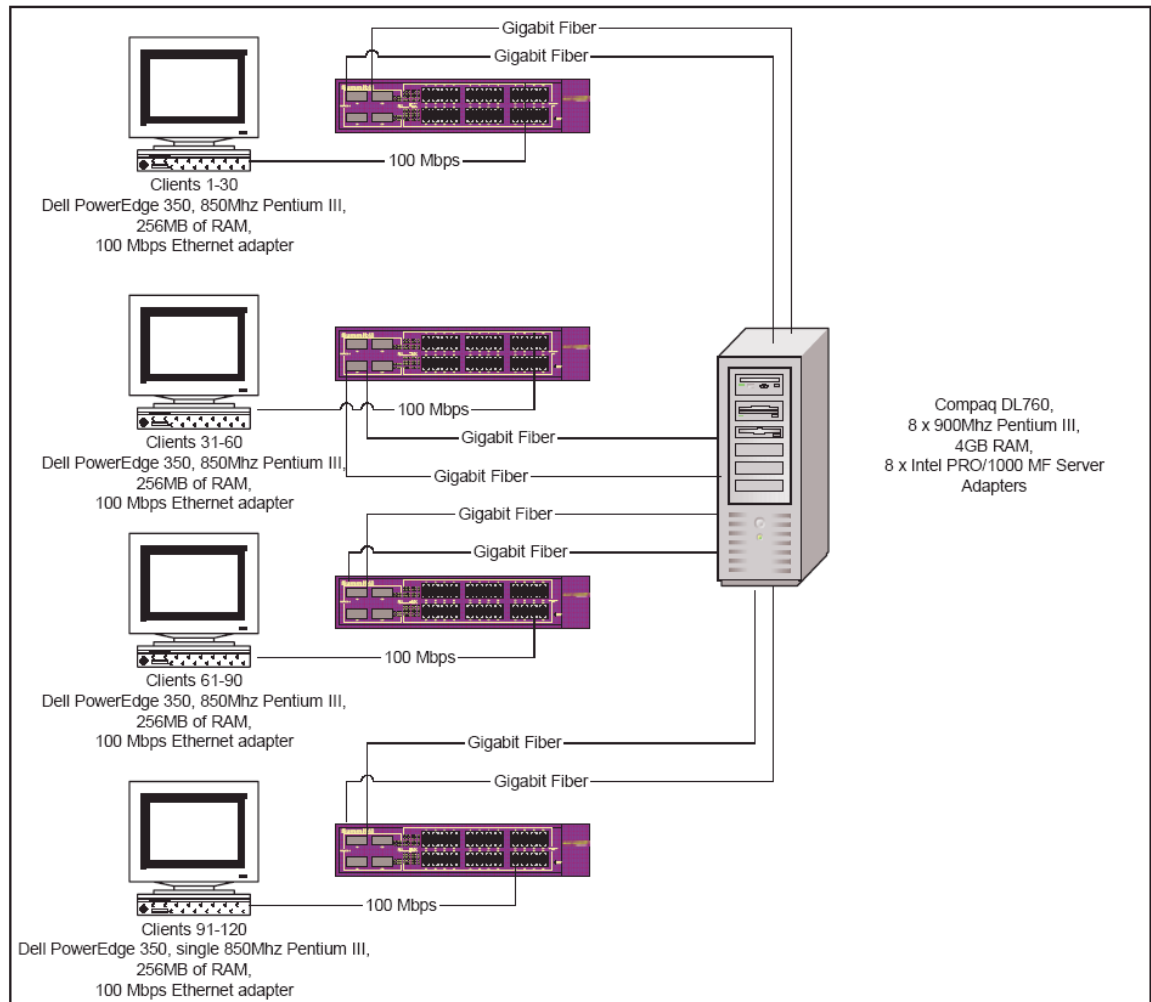 Gigabit Fiber
Gigabit Fiber
100 Mbps
Clients 1-30
Dell PowerEdge 350, 850Mhz Pentium III,
256MB of RAM,
100 Mbps Ethernet adapter
100 Mbps
Gigabit Fiber
Gigabit Fiber
Clients 31-60
Dell PowerEdge 350, 850Mhz Pentium III,
256MB of RAM,
100 Mbps Ethernet adapter
Compaq DL760,
8 x 900Mhz Pentium III,
4GB RAM,
8 x Intel PRO/1000 MF Server
Adapters
Gigabit Fiber
Gigabit Fiber
100 Mbps
Clients 61-90
Dell PowerEdge 350, 850Mhz Pentium III,
256MB of RAM,
100 Mbps Ethernet adapter
Gigabit Fiber
Gigabit Fiber
100 Mbps
Clients 91-120
Dell PowerEdge 350, single 850Mhz Pentium III,
256MB of RAM,
100 Mbps Ethernet adapter